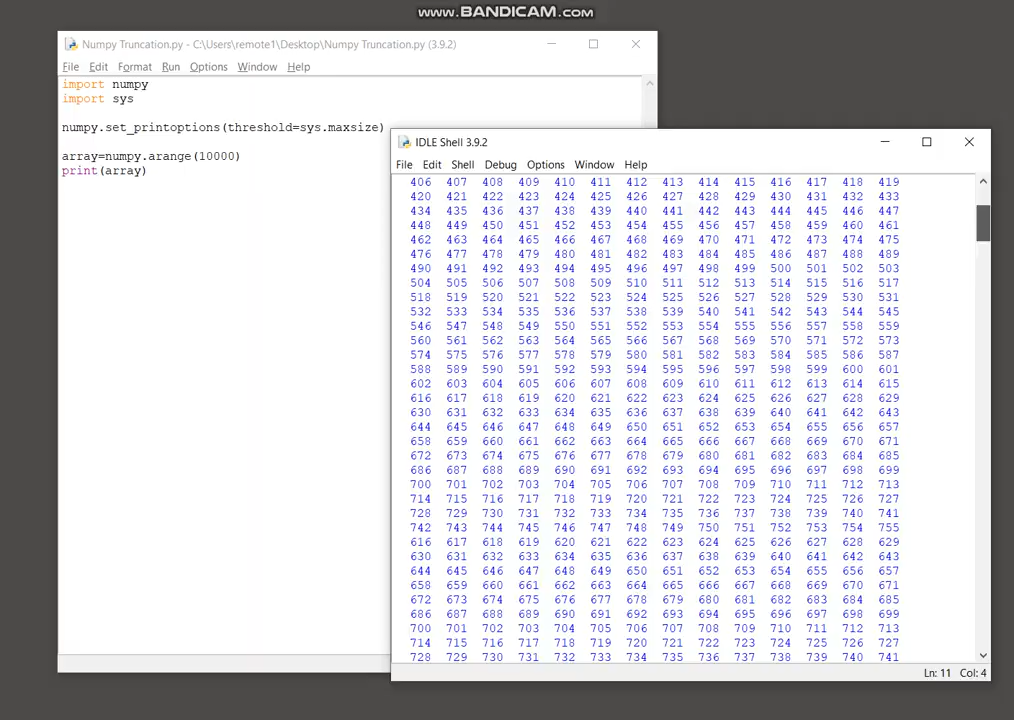 www.BANDICAM.com
Numpy Truncation.py - C:\Users\remote1\Desktop\Numpy Truncation.py (3.9.2)
File Edit Format Run Options Window Help
import numpy
import sys
numpy.set_printoptions(threshold=sys.maxsize)
array=numpy.arange(10000)
print(array)
IDLE Shell 3.9.2
File Edit Shell Debug Options Window Help
406 407 408 409 410 411 412 413 414 415 416 417 418 419
420 421 422 423 424 425 426 427 428 429 430 431 432 433
434 435 436 437 438 439 440 441 442 443 444 445 446 447
448 449 450 451 452 453 454 455 456 457 458 459 460 461
462 463 464 465 466 467 468 469 470 471 472 473 474 475
476 477 478 479 480 481 482 483 484 485 486 487 488 489
490 491 492 493 494 495 496 497 498 499 500 501 502 503
504 505 506 507 508 509 510 511 512 513 514 515 516 517
518 519 520 521 522 523 524 525 526 527 528 529 530 531
532 533 534 535 536 537 538 539 540 541 542 543 544 545
546 547 548 549 550 551 552 553 554 555 556 557 558 559
560 561 562 563 564 565 566 567 568 569 570 571 572 573
574 575 576 577 578 579 580 581 582 583 584 585 586 587
588 589 590 591 592 593 594 595 596 597 598 599 600 601
602 603 604 605 606 607 608 609 610 611 612 613 614 615
616 617 618 619 620 621 622 623 624 625 626 627 628 629
630 631 632 633 634 635 636 637 638 639 640 641 642 643
644 645 646 647 648 649 650 651 652 653 654 655 656 657
658 659 660 661 662 663 664 665 666 667 668 669 670 671
672 673 674 675 676 677 678 679 680 681 682 683 684 685
686 687 688 689 690 691 692 693 694 695 696 697 698 699
700 701 702 703 704 705 706 707 708 709 710 711 712 713
714 715 716 717 718 719 720 721 722 723 724 725 726 727
728 729 730 731 732 733 734 735 736 737 738 739 740 741
742 743 744 745 746 747 748 749 750 751 752 753 754 755
616 617 618 619 620 621 622 623 624 625 626 627 628 629
630 631 632 633 634 635 636 637 638 639 640 641 642 643
644 645 646 647 648 649 650 651 652 653 654 655 656 657
658 659 660 661 662 663 664 665 666 667 668 669 670 671
672 673 674 675 676 677 678 679 680 681 682 683 684 685
686 687 688 689 690 691 692 693 694 695 696 697 698 699
700 701 702 703 704 705 706 707 708 709 710 711 712 713
714 715 716 717 718 719 720 721 722 723 724 725 726 727
728 729 730 731 732 733 734 735 736 737 738 739 740 741
Ln: 11 Col: 4